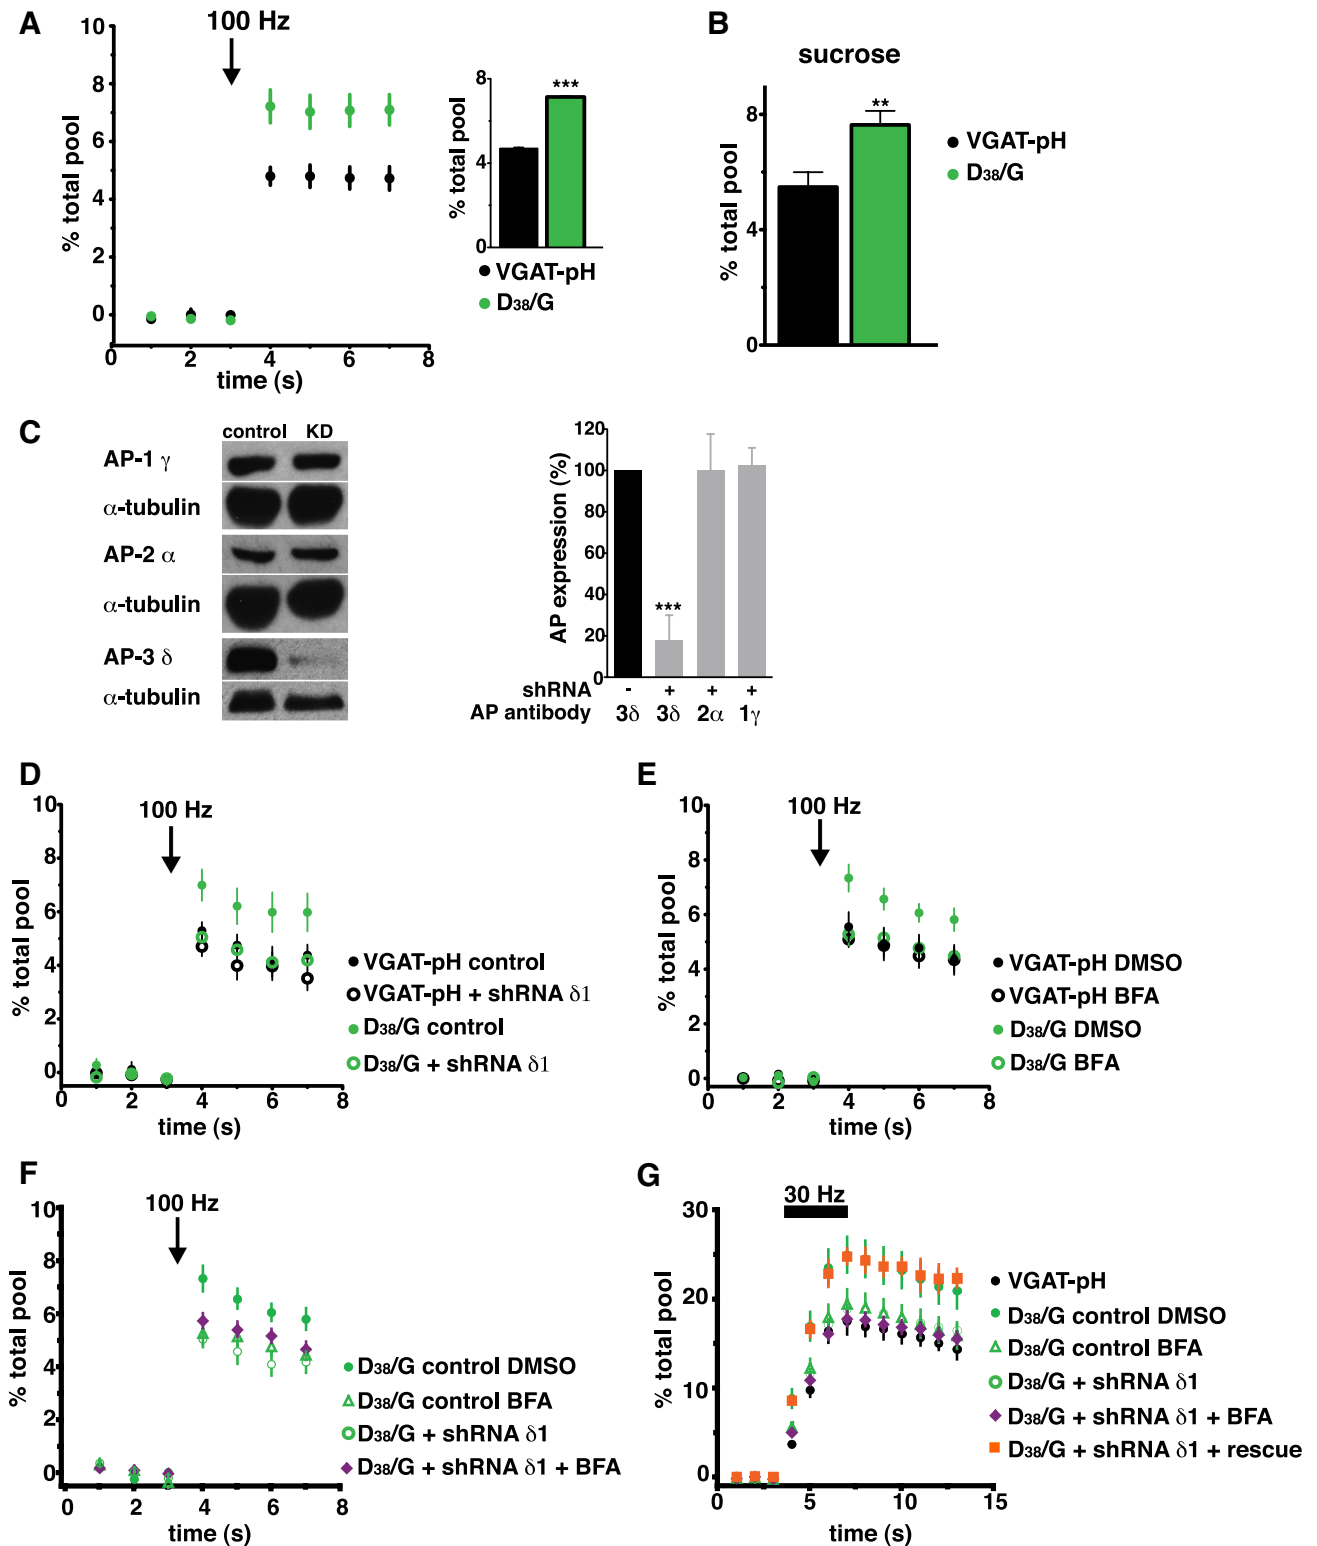 A
100 Hz
10
8
6
4
2
0
% total pool
0 2 4 6 8
time (s)
8
4
0
% total pool
***
VGAT-pH
D38/G
B
sucrose
8
4
0
% total pool
**
VGAT-pH
D38/G
C
control KD
AP-1 γ
α-tubulin
AP-2 α
α-tubulin
AP-3 δ
α-tubulin
120
100
80
60
40
20
0
AP expression (%)
***
shRNA - + + +
AP antibody 3δ 3δ 2α 1γ
D
100 Hz
10
8
6
4
2
0
% total pool
0 2 4 6 8
time (s)
VGAT-pH control
VGAT-pH + shRNA δ1
D38/G control
D38/G + shRNA δ1
E
100 Hz
10
8
6
4
2
0
% total pool
0 2 4 6 8
time (s)
VGAT-pH DMSO
VGAT-pH BFA
D38/G DMSO
D38/G BFA
F
100 Hz
10
8
6
4
2
0
% total pool
0 2 4 6 8
time (s)
D38/G control DMSO
D38/G control BFA
D38/G + shRNA δ1
D38/G + shRNA δ1 + BFA
G
30 Hz
30
20
10
0
% total pool
0 5 10 15
time (s)
VGAT-pH
D38/G control DMSO
D38/G control BFA
D38/G + shRNA δ1
D38/G + shRNA δ1 + BFA
D38/G + shRNA δ1 + rescue